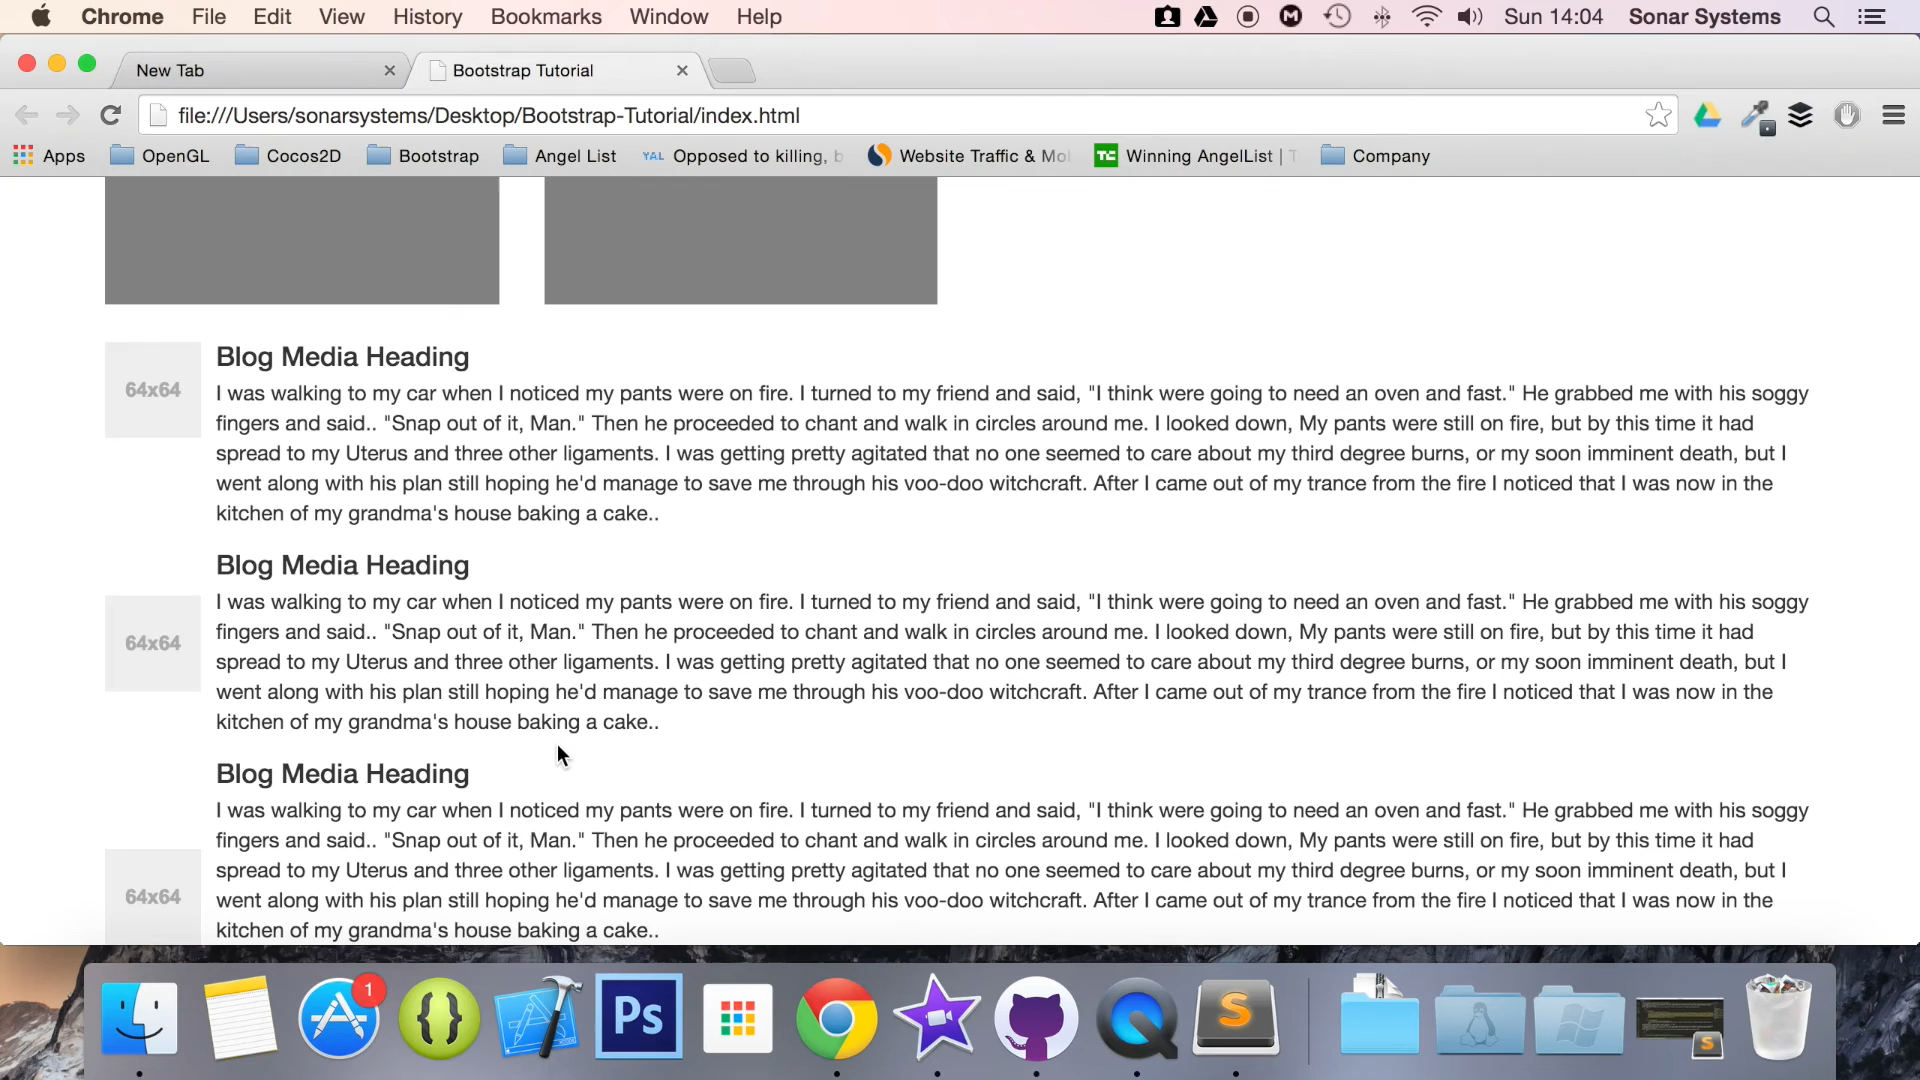 Chrome File Edit View History Bookmarks Window Help Sun 14:04 Sonar Systems
New Tab Bootstrap Tutorial
file:///Users/sonarsystems/Desktop/Bootstrap-Tutorial/index.html
Apps OpenGL Cocos2D Bootstrap Angel List YAL Opposed to killing, b Website Traffic & Mo TC Winning AngelList | T Company
64x64
Blog Media Heading
I was walking to my car when I noticed my pants were on fire. I turned to my friend and said, "I think were going to need an oven and fast." He grabbed me with his soggy
fingers and said.. "Snap out of it, Man." Then he proceeded to chant and walk in circles around me. I looked down, My pants were still on fire, but by this time it had
spread to my Uterus and three other ligaments. I was getting pretty agitated that no one seemed to care about my third degree burns, or my soon imminent death, but I
went along with his plan still hoping he'd manage to save me through his voo-doo witchcraft. After I came out of my trance from the fire I noticed that I was now in the
kitchen of my grandma's house baking a cake..
64x64
Blog Media Heading
I was walking to my car when I noticed my pants were on fire. I turned to my friend and said, "I think were going to need an oven and fast." He grabbed me with his soggy
fingers and said.. "Snap out of it, Man." Then he proceeded to chant and walk in circles around me. I looked down, My pants were still on fire, but by this time it had
spread to my Uterus and three other ligaments. I was getting pretty agitated that no one seemed to care about my third degree burns, or my soon imminent death, but I
went along with his plan still hoping he'd manage to save me through his voo-doo witchcraft. After I came out of my trance from the fire I noticed that I was now in the
kitchen of my grandma's house baking a cake..
64x64
Blog Media Heading
I was walking to my car when I noticed my pants were on fire. I turned to my friend and said, "I think were going to need an oven and fast." He grabbed me with his soggy
fingers and said.. "Snap out of it, Man." Then he proceeded to chant and walk in circles around me. I looked down, My pants were still on fire, but by this time it had
spread to my Uterus and three other ligaments. I was getting pretty agitated that no one seemed to care about my third degree burns, or my soon imminent death, but I
went along with his plan still hoping he'd manage to save me through his voo-doo witchcraft. After I came out of my trance from the fire I noticed that I was now in the
kitchen of my grandma's house baking a cake..
1 {} Ps S S